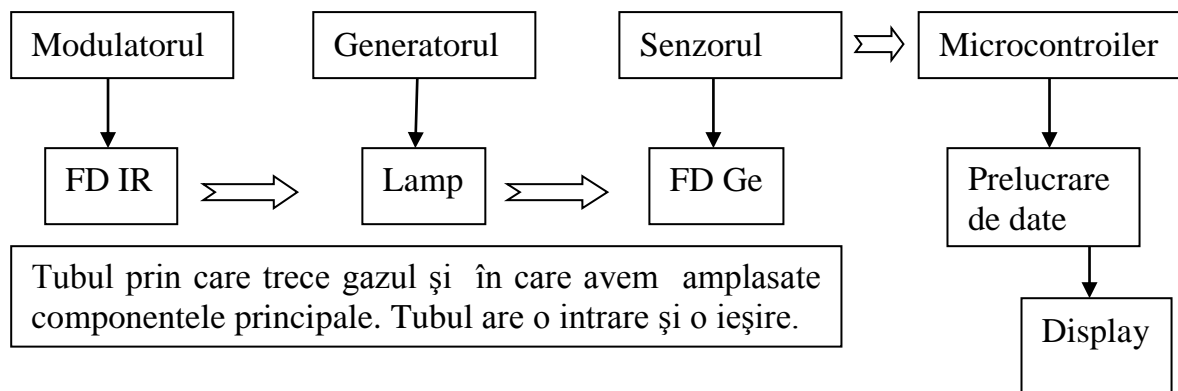 Modulatorul
Generatorul
Senzorul
Microcontroiler
FD IR
Lamp
FD Ge
Prelucrare
de date
Tubul prin care trece gazul şi în care avem amplasate
componentele principale. Tubul are o intrare şi o ieşire.
Display